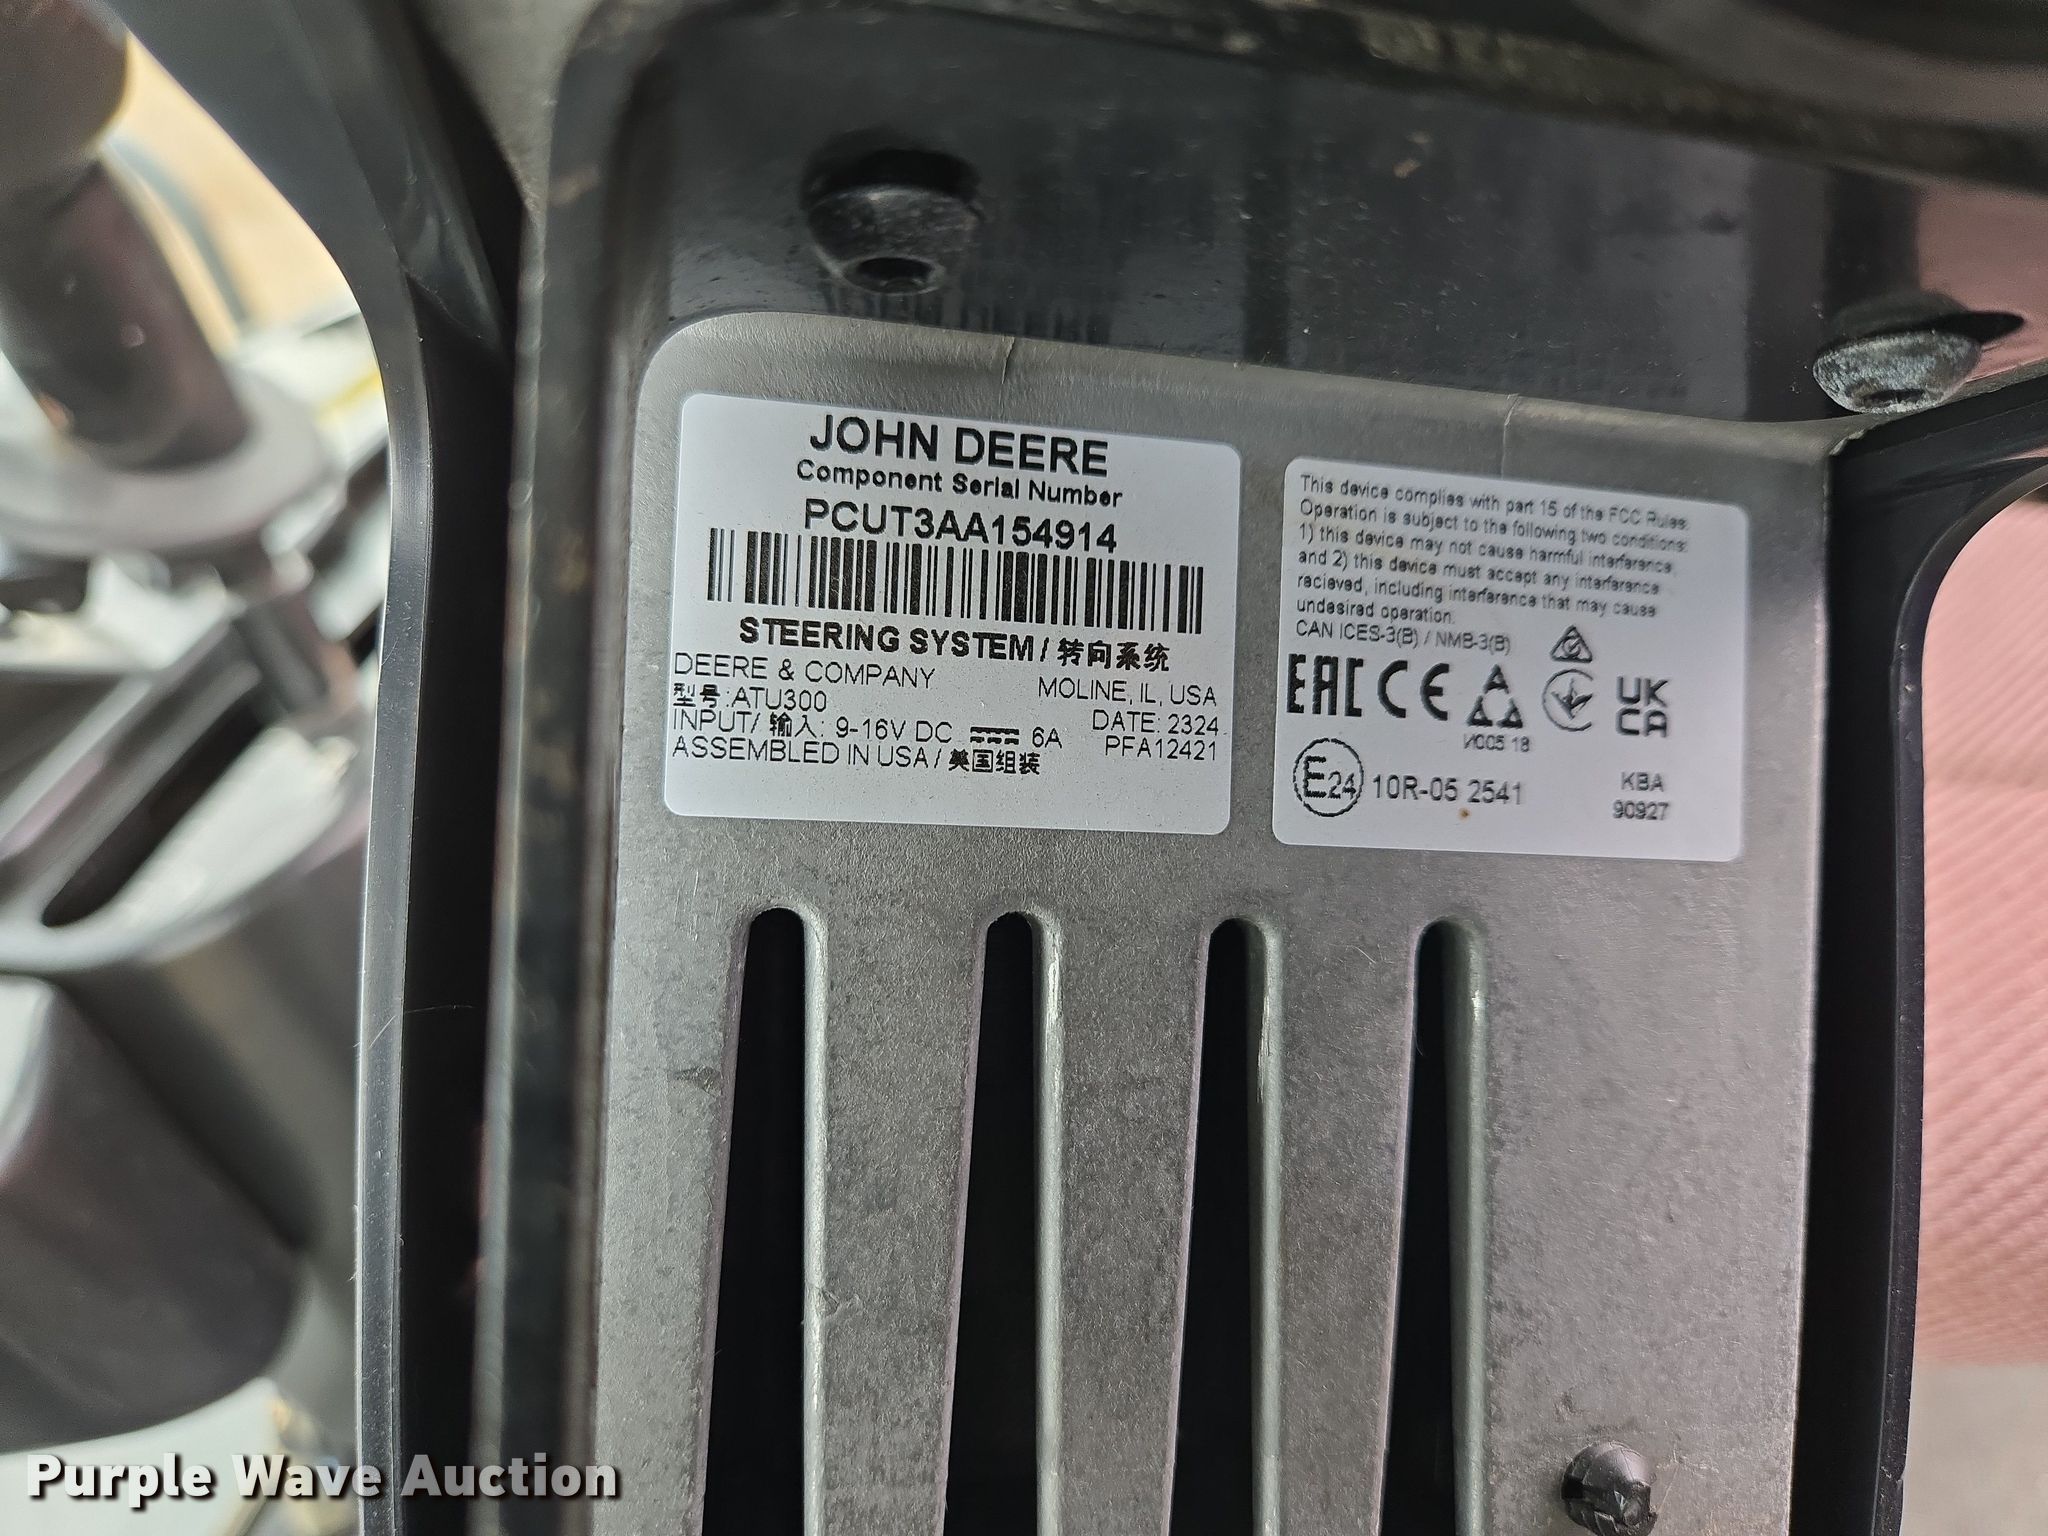 JOHN DEERE
Component Serial Number
PCUT3AA154914
STEERING SYSTEM / 转向系统
DEERE & COMPANY
MOLINE, IL, USA
型号:ATU300
DATE: 2324
INPUT/ 输入: 9-16V DC 6A
PFA12421
ASSEMBLED IN USA / 美国组装
This device complies with part 15 of the FCC Rules.
Operation is subject to the following two conditions:
1) this device may not cause harmful interference,
and 2) this device must accept any interference
recieved, including interference that may cause
undesired operation.
CAN ICES-3(B) / NMB-3(B)
EAC CE UK
CA
И005 18
E24 10R-05 2541
KBA
90927
Purple Wave Auction